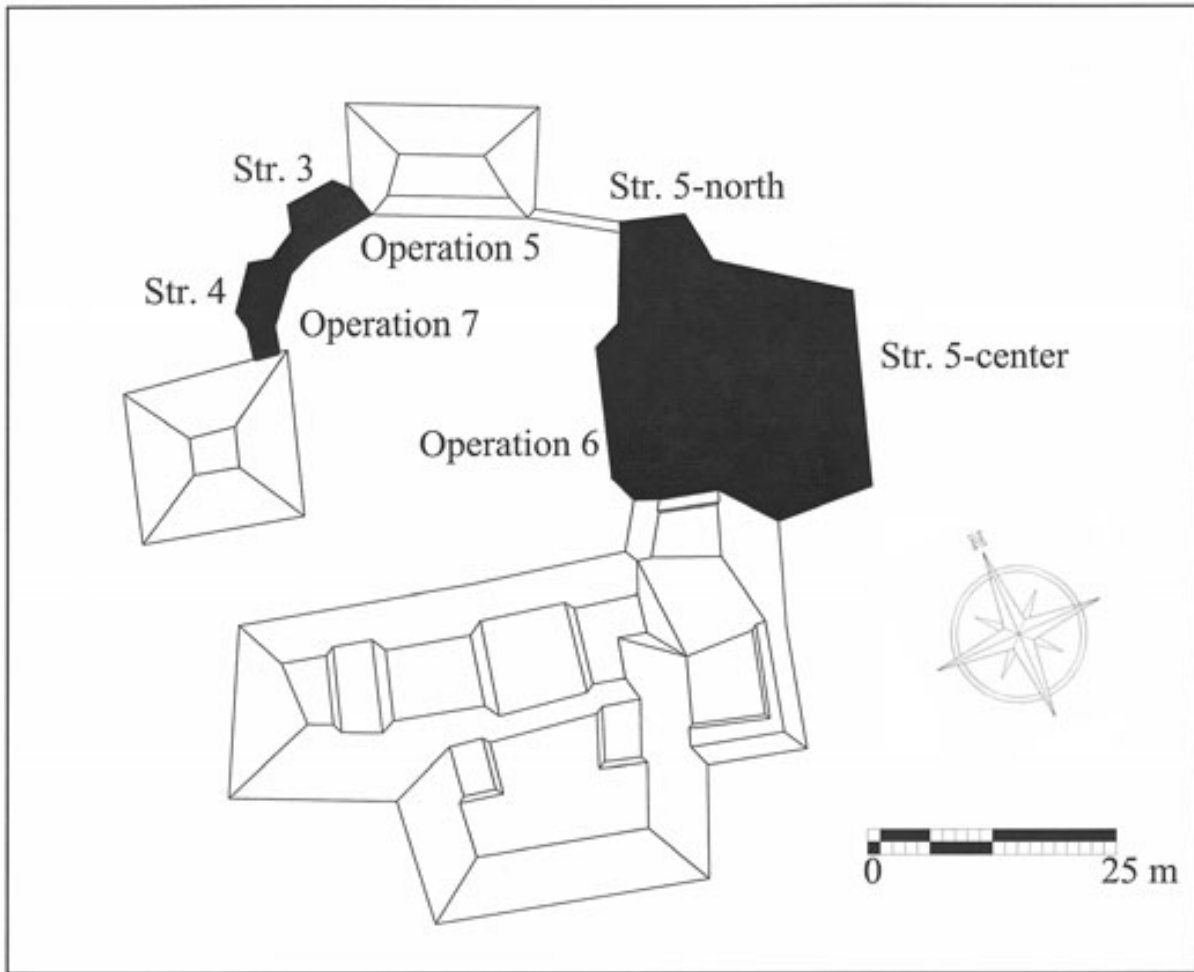 Str. 3
Str. 5-north
Operation 5
Str. 4
Operation 7
Str. 5-center
Operation 6
N
0 25 m